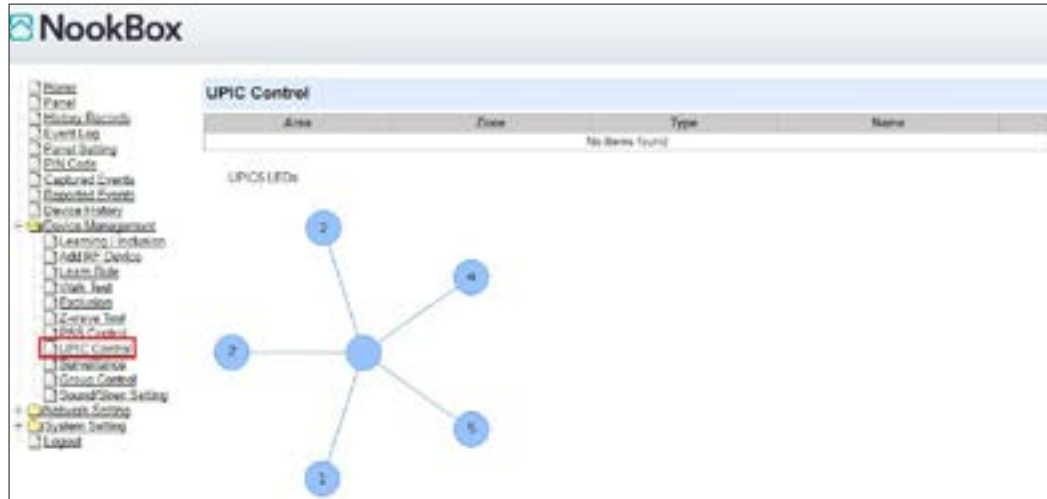 NookBox
Home
Panel
History Records
Event Log
Panel Setting
PIN Code
Captured Events
Reported Events
Device History
Device Management
Learning / Inclusion
Add RF Device
Learn Rule
Walk Test
Exclusion
Z-wave Test
PSS Control
UPIC Control
Surveillance
Group Control
Sound/Siren Setting
Network Setting
System Setting
Logout
UPIC Control
Area Zone Type Name
No items found
UPICS LEDs
2
4
2
5
1